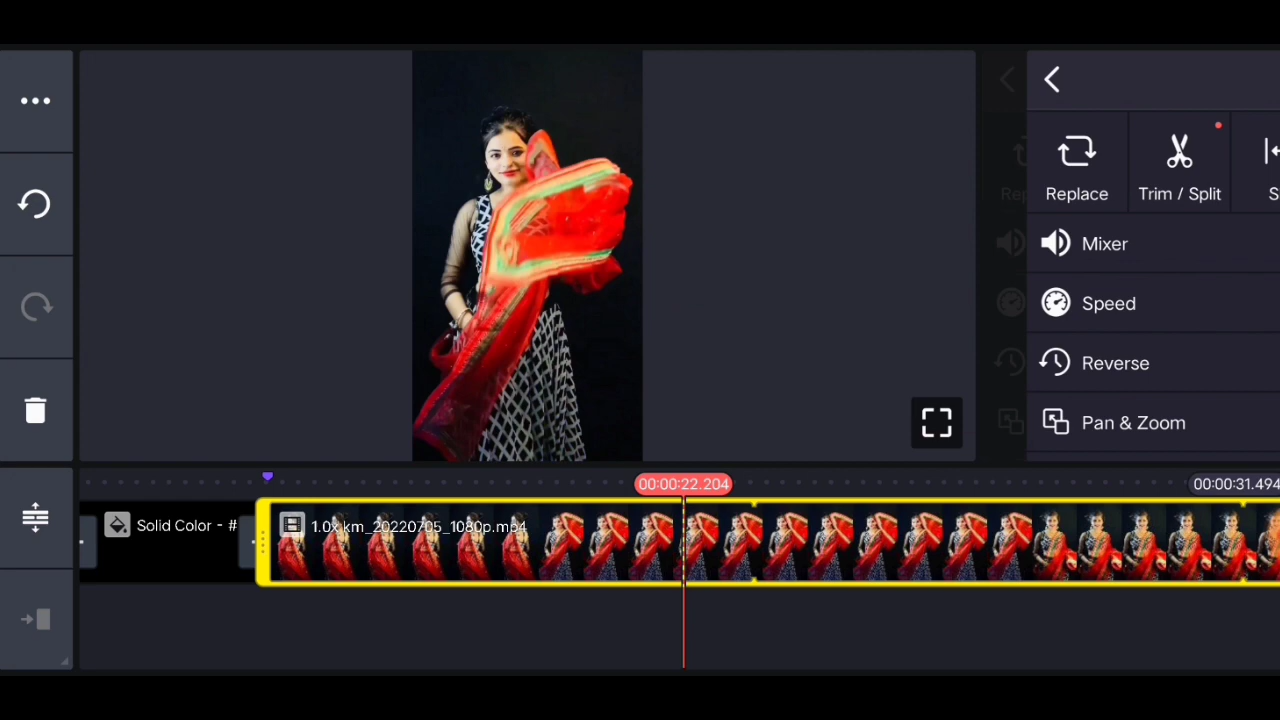 Replace
Trim / Split
Mixer
Speed
Reverse
Pan & Zoom
00:00:22.204
00:00:31.494
Solid Color - #
1.0x km_20220705_1080p.mp4